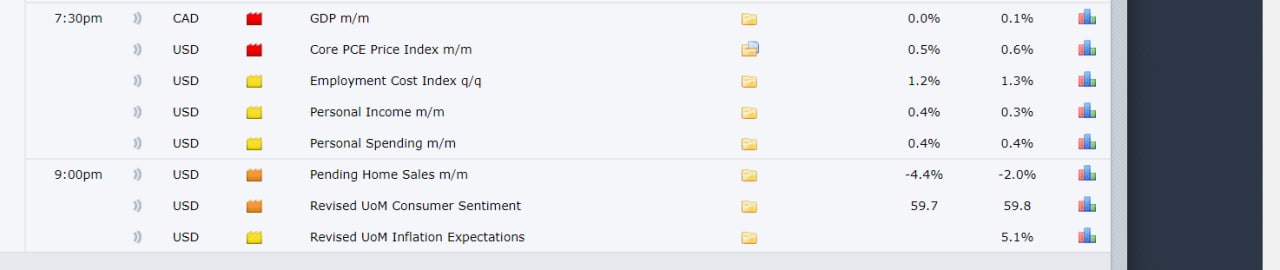 7:30pm CAD GDP m/m 0.0% 0.1%
USD Core PCE Price Index m/m 0.5% 0.6%
USD Employment Cost Index q/q 1.2% 1.3%
USD Personal Income m/m 0.4% 0.3%
USD Personal Spending m/m 0.4% 0.4%
9:00pm USD Pending Home Sales m/m -4.4% -2.0%
USD Revised UoM Consumer Sentiment 59.7 59.8
USD Revised UoM Inflation Expectations 5.1%